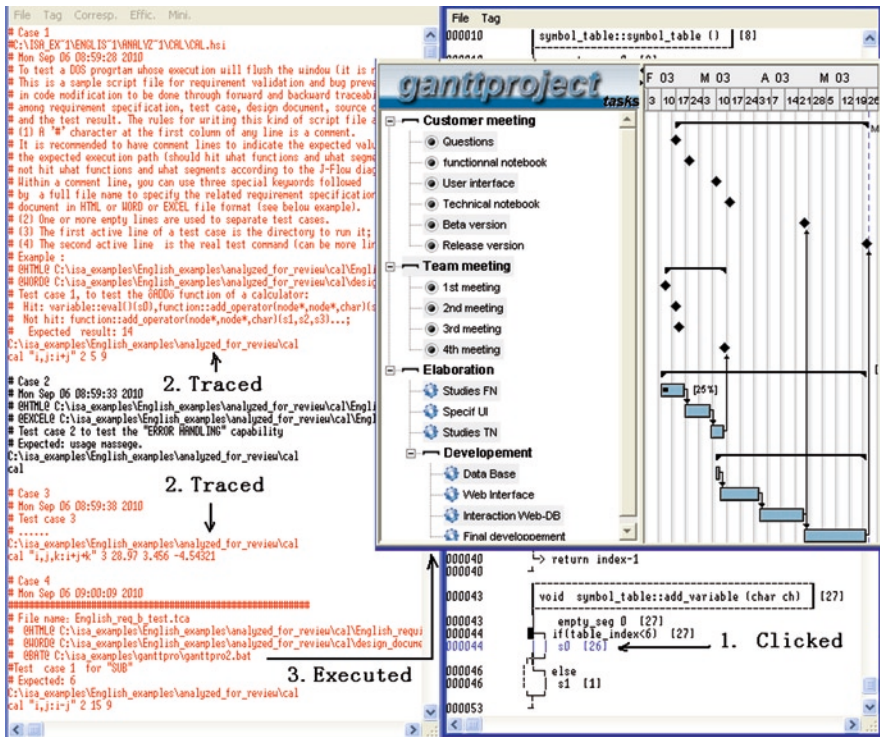 File Tag Corresp. Effic. Mini.
# Case 1
#C:\ISA_EX~1\ENGLIS~1\ANALYZ~1\CAL\CAL.hsi
# Mon Sep 06 08:59:28 2010
# To test a DOS progrtam whose execution will flush the window (it is
# This is a sample script file for requirement validation and bug preve
# in code modification to be done through forward and backward traceabi
# among requirement specification, test case, design document, source
# and the test result. The rules for writing this kind of script file
# (1) A '#' character at the first column of any line is a comment.
# It is recommended to have comment lines to indicate the expected valu
# the expected execution path (should hit what functions and what segme
# not hit what functions and what segments according to the J-Flow diag
# Within a comment line, you can use three special keywords followed
# by a full file name to specify the related requirement specification
# document in HTML or WORD or EXCEL file format (see below example).
# (2) One or more empty lines are used to separate test cases.
# (3) The first active line of a test case is the directory to run it;
# (4) The second active line is the real test command (can be more lin
# Example :
# @HTML@ C:\isa_examples\English_examples\analyzed_for_review\cal\Engl
# @WORD@ C:\isa_examples\English_examples\analyzed_for_review\cal\desig
# Test case 1, to test the õADDö function of a calculator:
# Hit: variable::eval()(s0),function::add_operator(node*,node*,char)(s
# Not hit: function::add_operator(node*,node*,char)(s1,s2,s3)...;
# Expected result: 14
C:\isa_examples\English_examples\analyzed_for_review\cal
cal "i,j:i+j" 2 5 9
2. Traced
# Case 2
# Mon Sep 06 08:59:33 2010
# @HTML@ C:\isa_examples\English_examples\analyzed_for_review\cal\Engli
# @EXCEL@ C:\isa_examples\English_examples\analyzed_for_review\cal\Engl
# Test case 2 to test the "ERROR HANDLING" capability
# Expected: usage massege.
C:\isa_examples\English_examples\analyzed_for_review\cal
cal
2. Traced
# Case 3
# Mon Sep 06 08:59:38 2010
# Test case 3
# ......
C:\isa_examples\English_examples\analyzed_for_review\cal
cal "i,j,k:i+j+k" 3 28.97 3.456 -4.54321
# Case 4
# Mon Sep 06 09:00:09 2010
# File name: English_req_b_test.tca
# @HTML@ C:\isa_examples\English_examples\analyzed_for_review\cal\English_requi
# @WORD@ C:\isa_examples\English_examples\analyzed_for_review\cal\design_docume
# @BAT@ C:\isa_examples\ganttpro\ganttpro2.bat
#Test case 1 for "SUB"
# Expected: 6
C:\isa_examples\English_examples\analyzed_for_review\cal
cal "i,j:i-j" 2 15 9
3. Executed
File Tag
000010 symbol_table::symbol_table () [8]
ganttproject
tasks
F 03 M 03 A 03 M 03
3 10 17 24 3 10 17 24 31 7 14 21 28 5 12 19 26
Customer meeting
Questions
functionnal notebook
User interface
Technical notebook
Beta version
Release version
Team meeting
1st meeting
2nd meeting
3rd meeting
4th meeting
Elaboration
Studies FN
[25%]
Specif UI
Studies TN
Developement
Data Base
Web Interface
Interaction Web-DB
Final developpement
000040 return index-1
000040
000043 void symbol_table::add_variable (char ch) [27]
000043 empty_seg 0 [27]
000044 if(table_index<6) [27]
000044 s0 [26]
1. Clicked
000046 else
000046 s1 [1]
000053